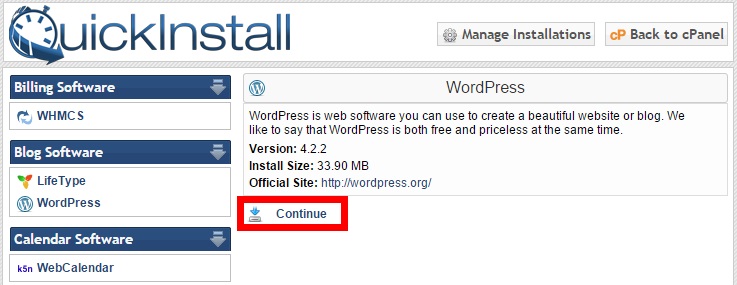 QuickInstall
Manage Installations
cP Back to cPanel
Billing Software
WHMCS
Blog Software
LifeType
WordPress
Calendar Software
k5n WebCalendar
WordPress
WordPress is web software you can use to create a beautiful website or blog. We
like to say that WordPress is both free and priceless at the same time.
Version: 4.2.2
Install Size: 33.90 MB
Official Site: http://wordpress.org/
Continue